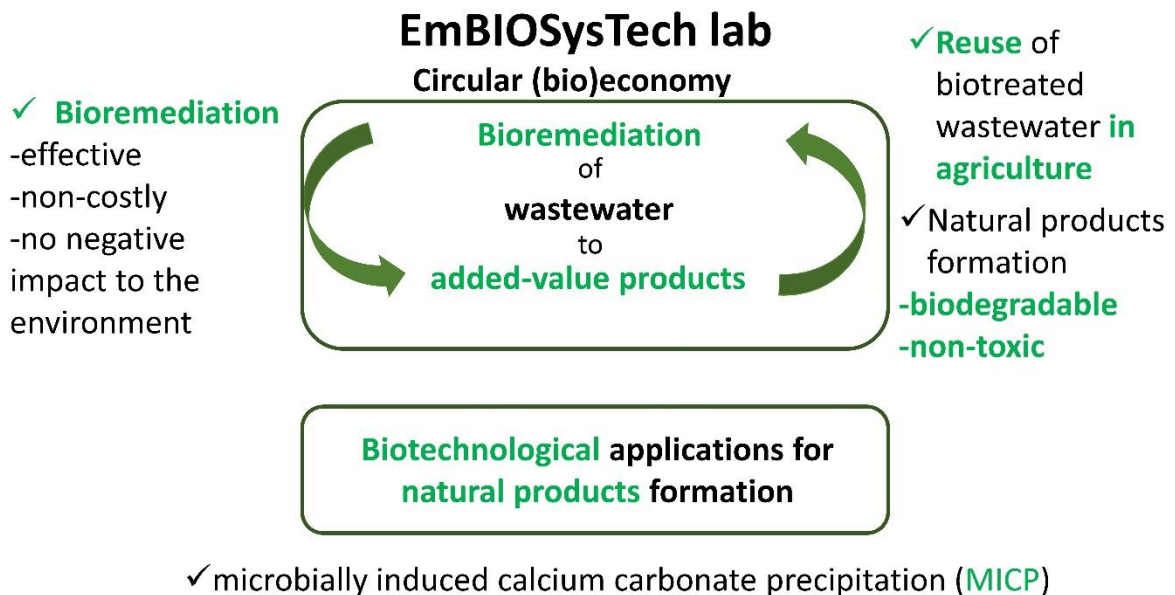 EmBIOSysTech lab
Circular (bio)economy
✓ Bioremediation
-effective
-non-costly
-no negative
impact to the
environment
Bioremediation
of
wastewater
to
added-value products
✓Reuse of
biotreated
wastewater in
agriculture
✓Natural products
formation
-biodegradable
-non-toxic
Biotechnological applications for
natural products formation
✓microbially induced calcium carbonate precipitation (MICP)